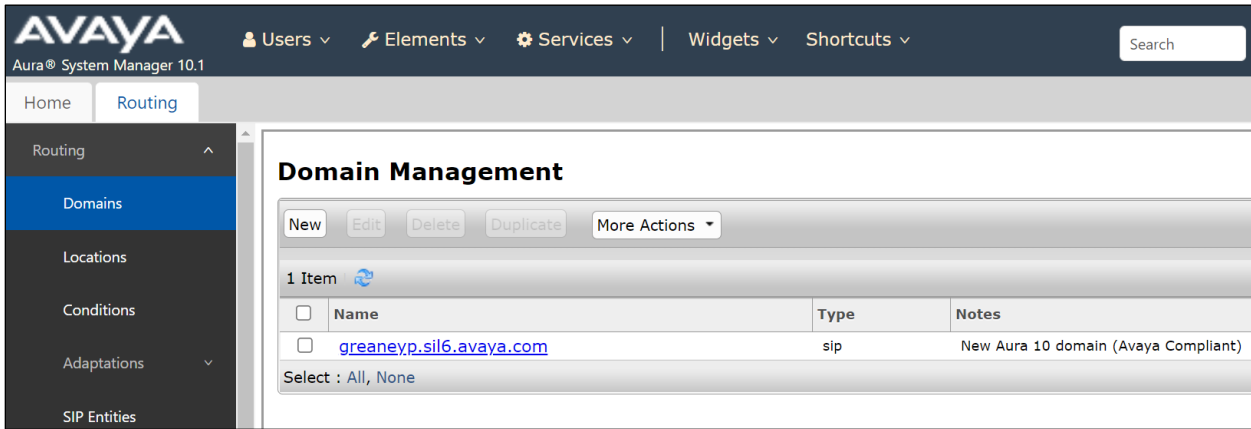 AVAYA
Aura® System Manager 10.1
Users Elements Services Widgets Shortcuts Search
Home Routing
Routing
Domains
Locations
Conditions
Adaptations
SIP Entities
Domain Management
New Edit Delete Duplicate More Actions
1 Item
Name Type Notes
greaneyp.sil6.avaya.com sip New Aura 10 domain (Avaya Compliant)
Select : All, None